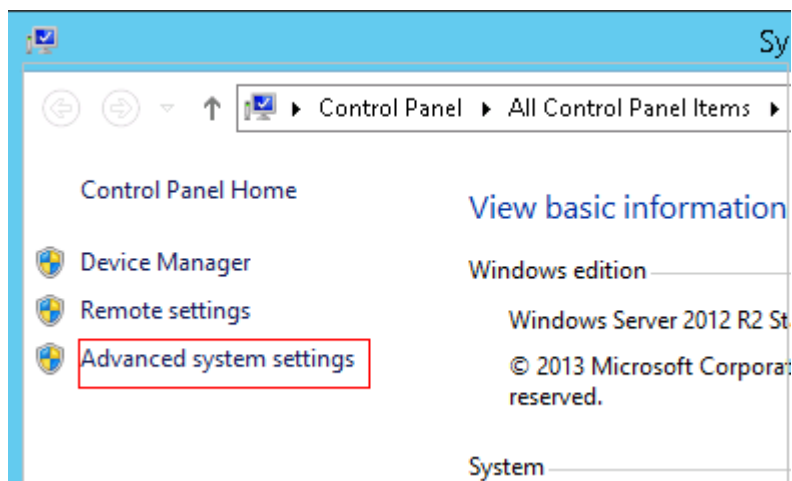 Sy
Control Panel All Control Panel Items
Control Panel Home
View basic information
Device Manager
Windows edition
Remote settings
Windows Server 2012 R2 St
Advanced system settings
© 2013 Microsoft Corporat
reserved.
System